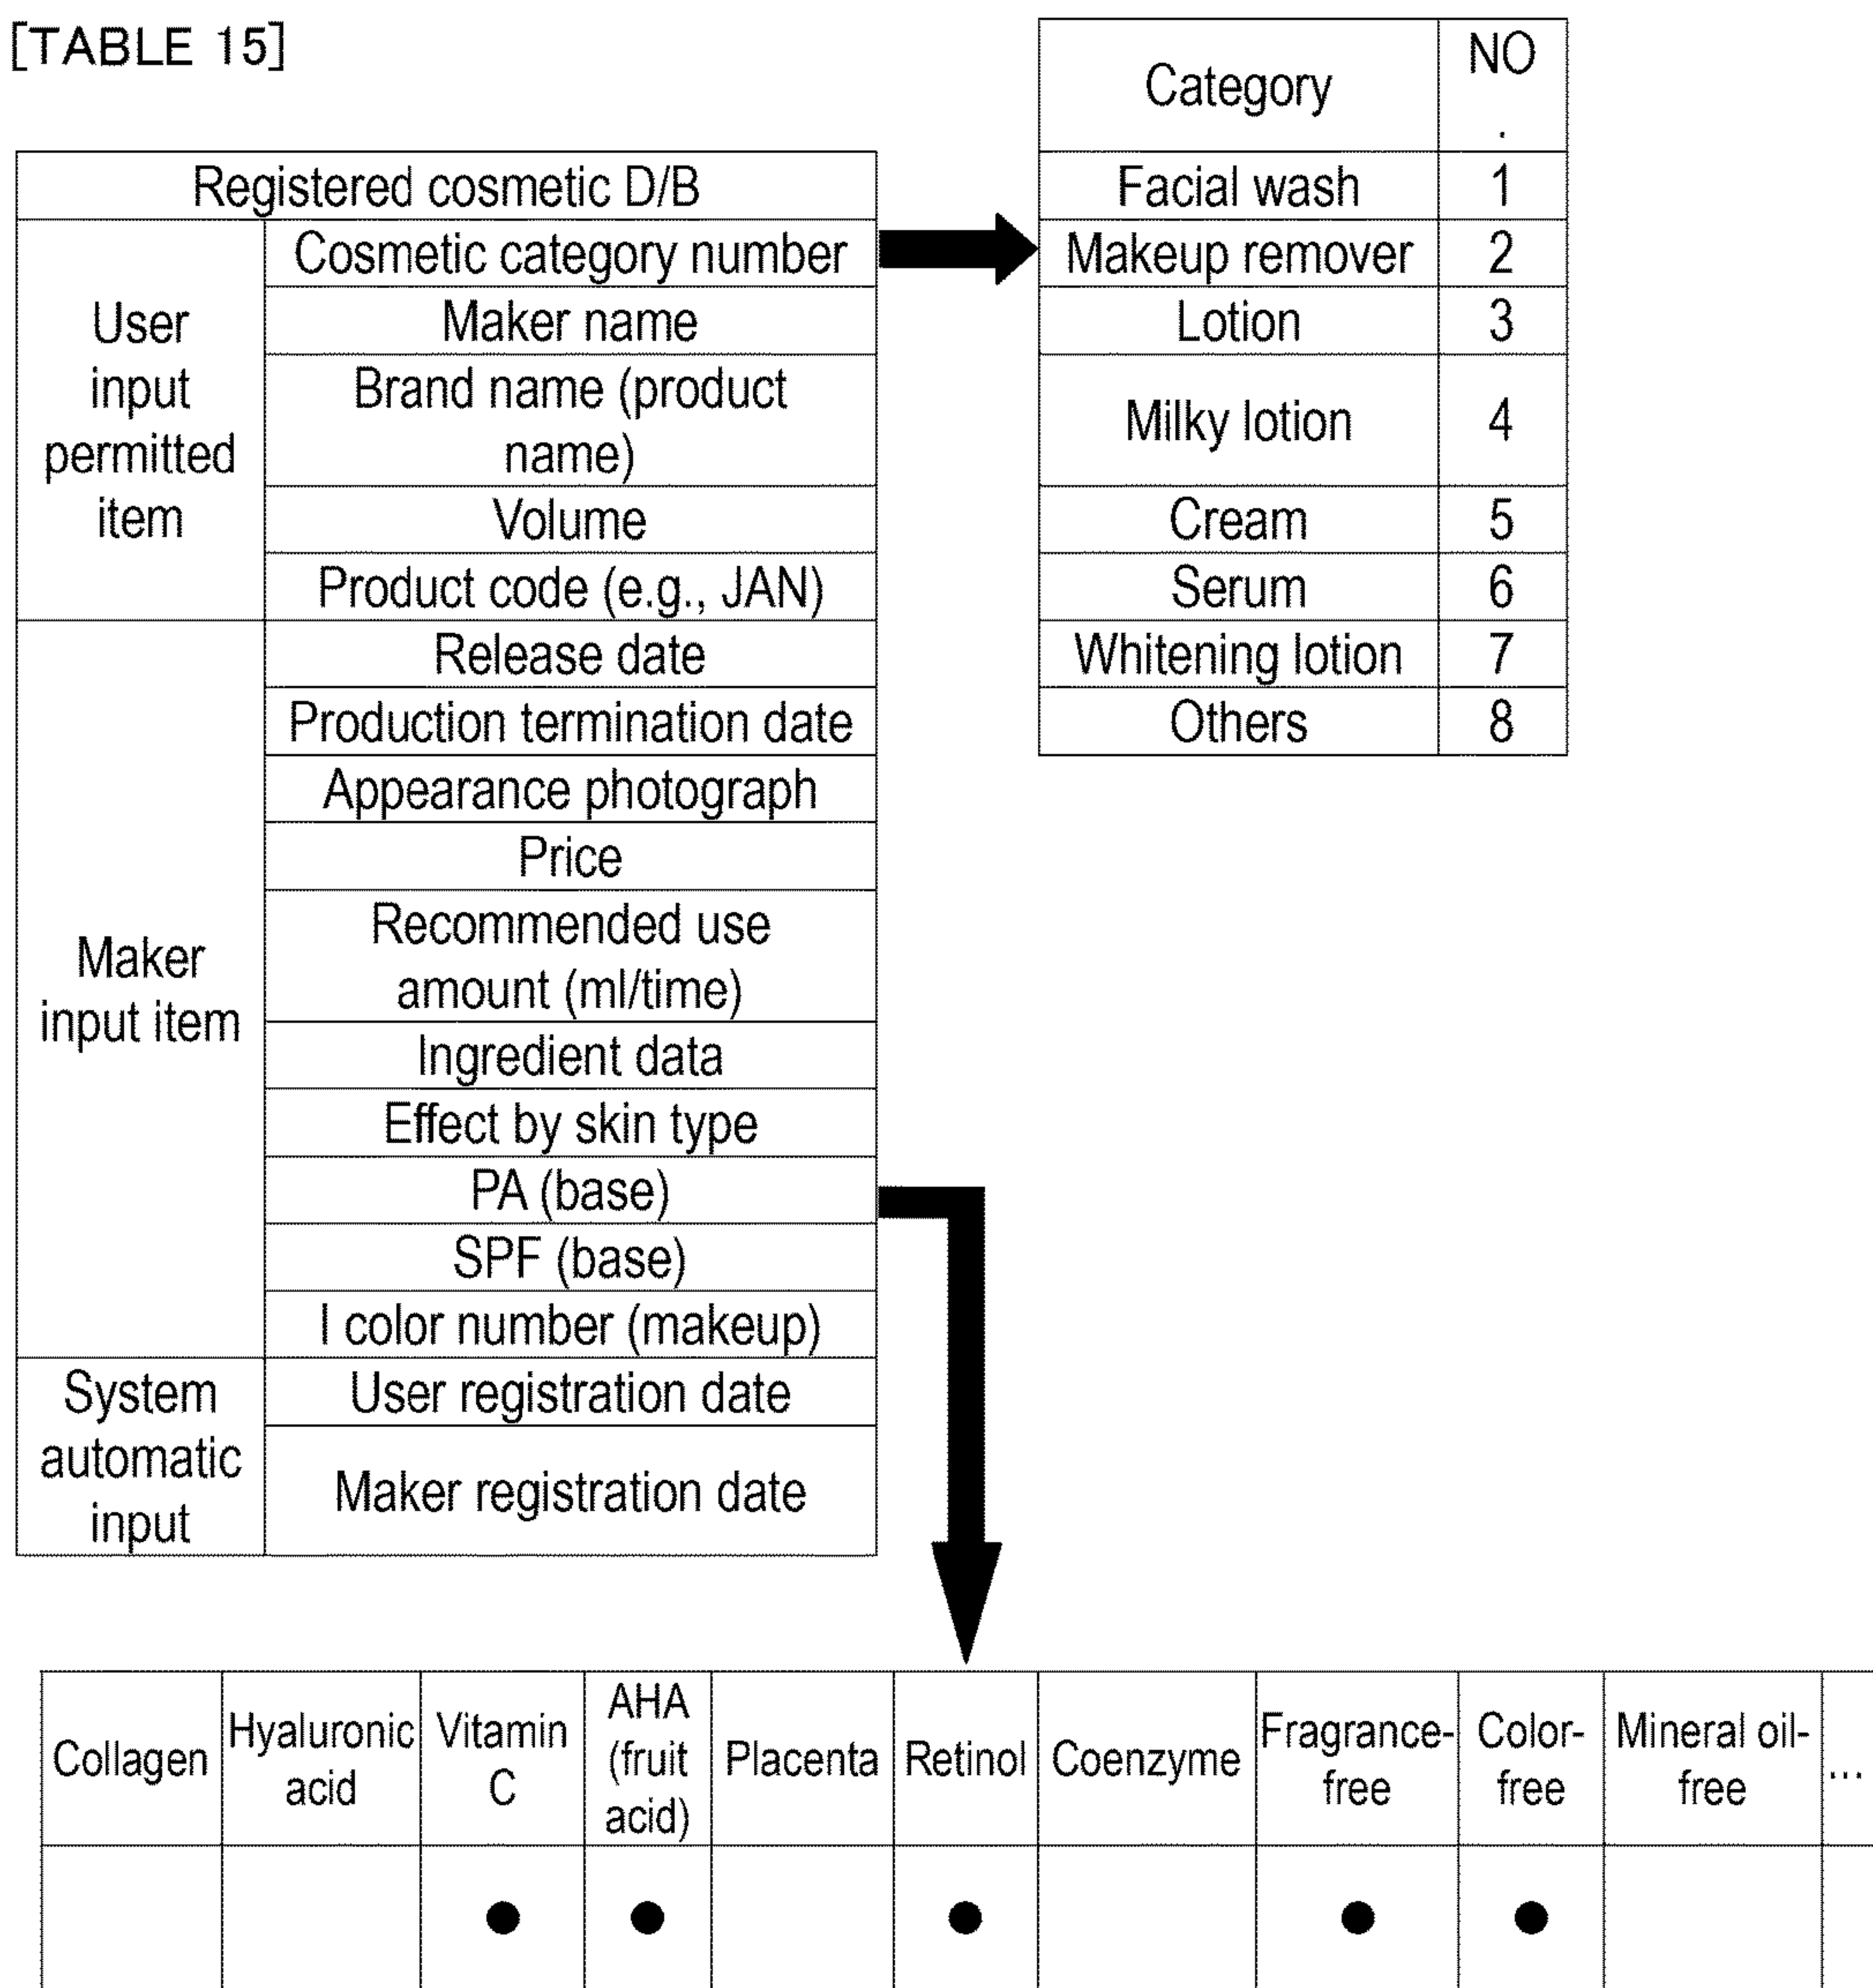 [TABLE 15]
Registered cosmetic D/B
User
input
permitted
item
Cosmetic category number
Maker name
Brand name (product
name)
Volume
Product code (e.g., JAN)
Maker
input item
Release date
Production termination date
Appearance photograph
Price
Recommended use
amount (ml/time)
Ingredient data
Effect by skin type
PA (base)
SPF (base)
I color number (makeup)
System
automatic
input
User registration date
Maker registration date
Category
NO
.
Facial wash 1
Makeup remover 2
Lotion 3
Milky lotion 4
Cream 5
Serum 6
Whitening lotion 7
Others 8
Collagen
Hyaluronic
acid
Vitamin
C
AHA
(fruit
acid)
Placenta
Retinol
Coenzyme
Fragrance-
free
Color-
free
Mineral oil-
free
...
● ● ● ● ●